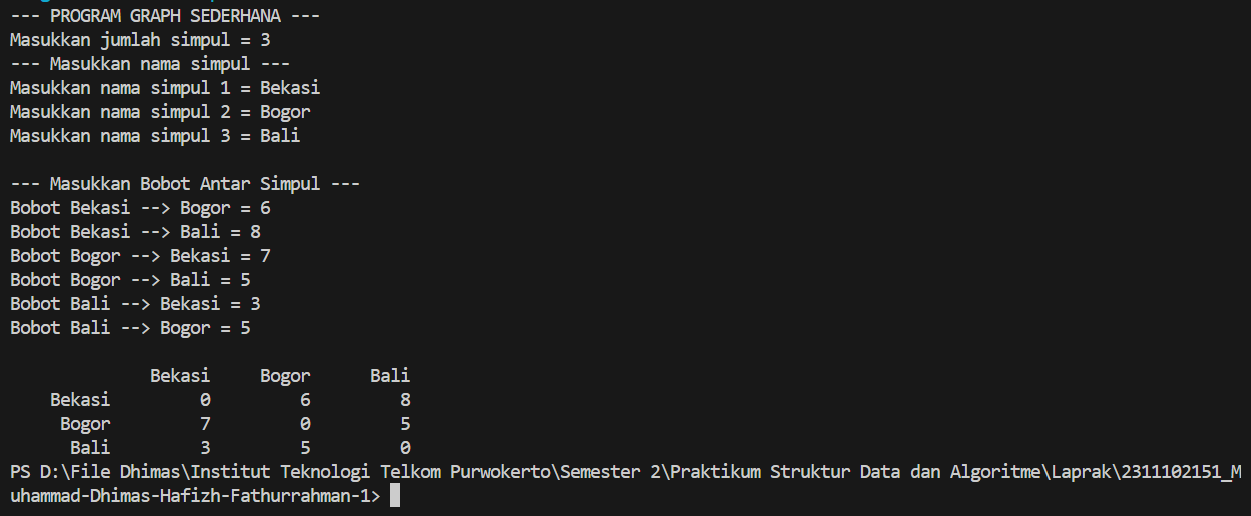 --- PROGRAM GRAPH SEDERHANA ---
Masukkan jumlah simpul = 3
--- Masukkan nama simpul ---
Masukkan nama simpul 1 = Bekasi
Masukkan nama simpul 2 = Bogor
Masukkan nama simpul 3 = Bali
--- Masukkan Bobot Antar Simpul ---
Bobot Bekasi --> Bogor = 6
Bobot Bekasi --> Bali = 8
Bobot Bogor --> Bekasi = 7
Bobot Bogor --> Bali = 5
Bobot Bali --> Bekasi = 3
Bobot Bali --> Bogor = 5
Bekasi Bogor Bali
Bekasi 0 6 8
Bogor 7 0 5
Bali 3 5 0
PS D:\File Dhimas\Institut Teknologi Telkom Purwokerto\Semester 2\Praktikum Struktur Data dan Algoritme\Laprak\2311102151_M
uhammad-Dhimas-Hafizh-Fathurrahman-1>